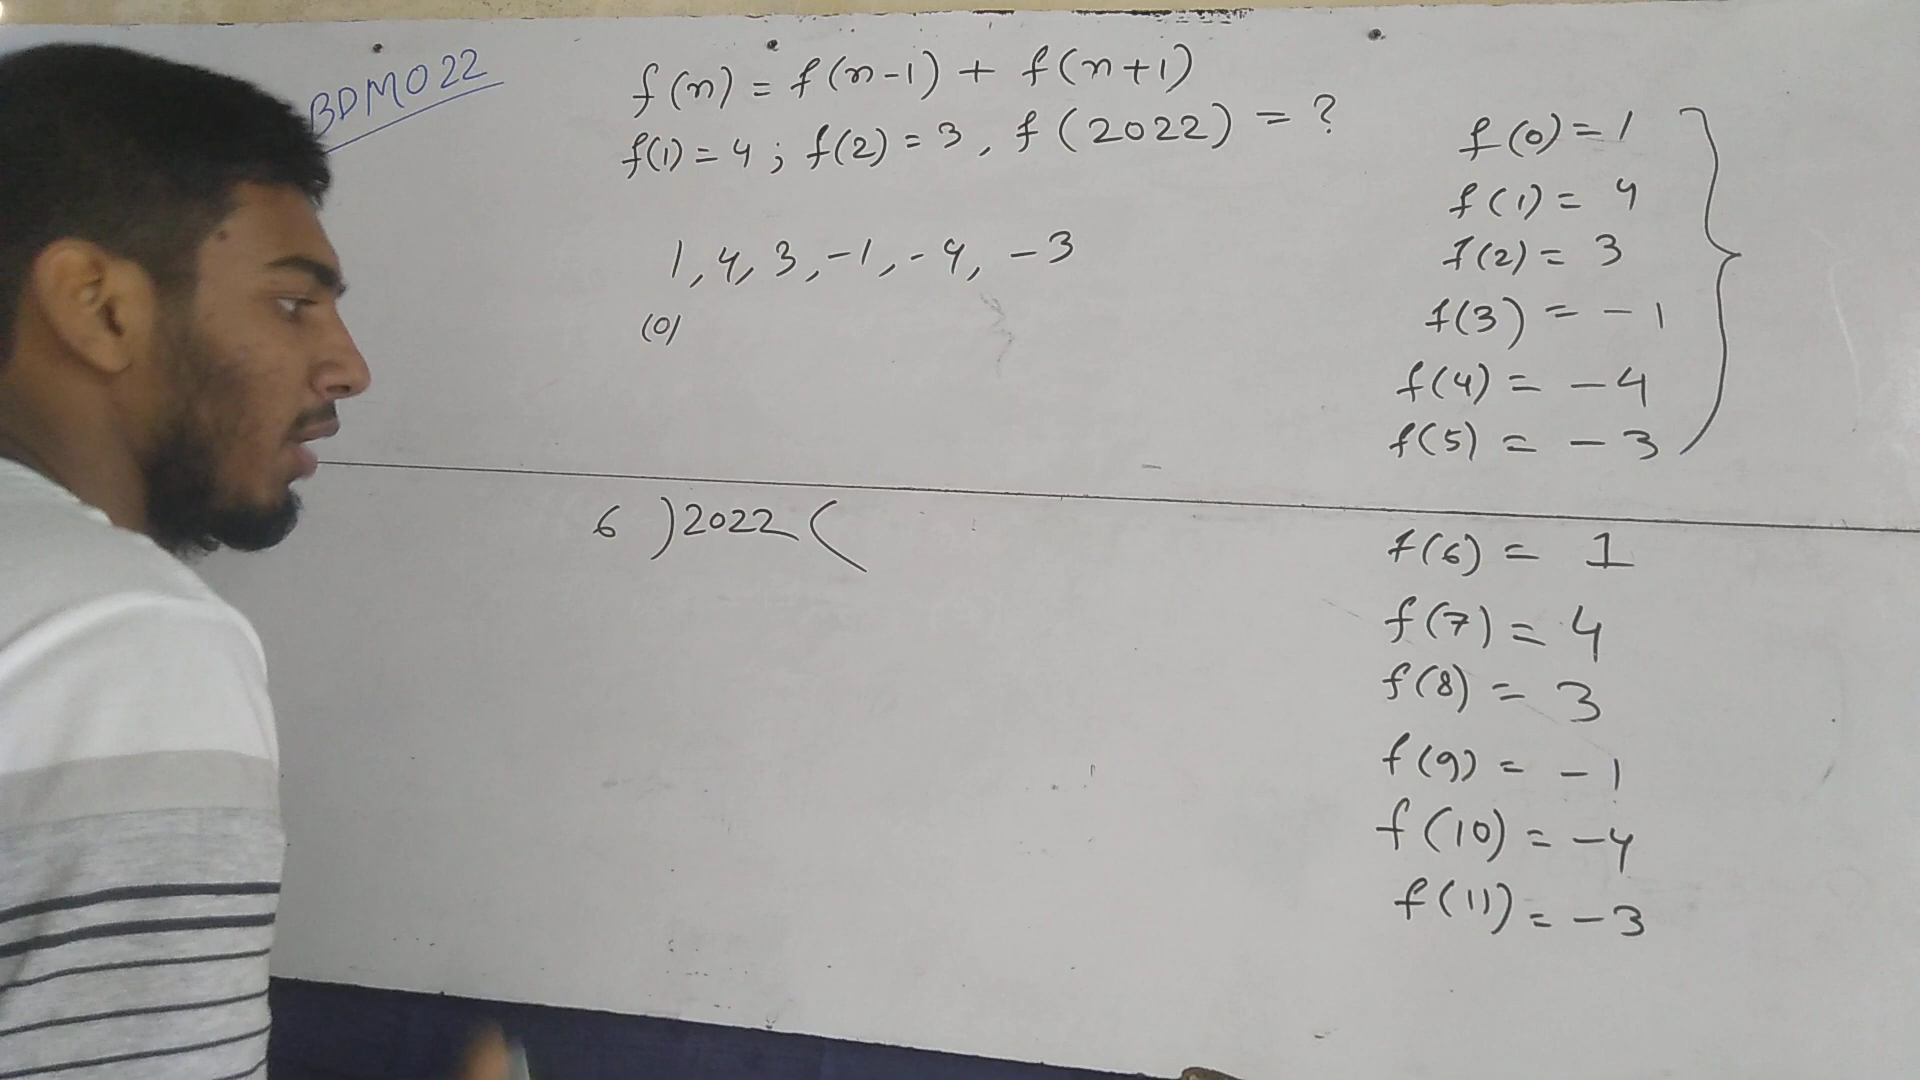 BDMO22
f(n) = f(n-1) + f(n+1)
f(1) = 4 ; f(2) = 3 , f(2022) = ?
1, 4, 3, -1, -4, -3
(0)
f(0) = 1
f(1) = 4
f(2) = 3
f(3) = -1
f(4) = -4
f(5) = -3
6 ) 2022 (
f(6) = 1
f(7) = 4
f(8) = 3
f(9) = -1
f(10) = -4
f(11) = -3